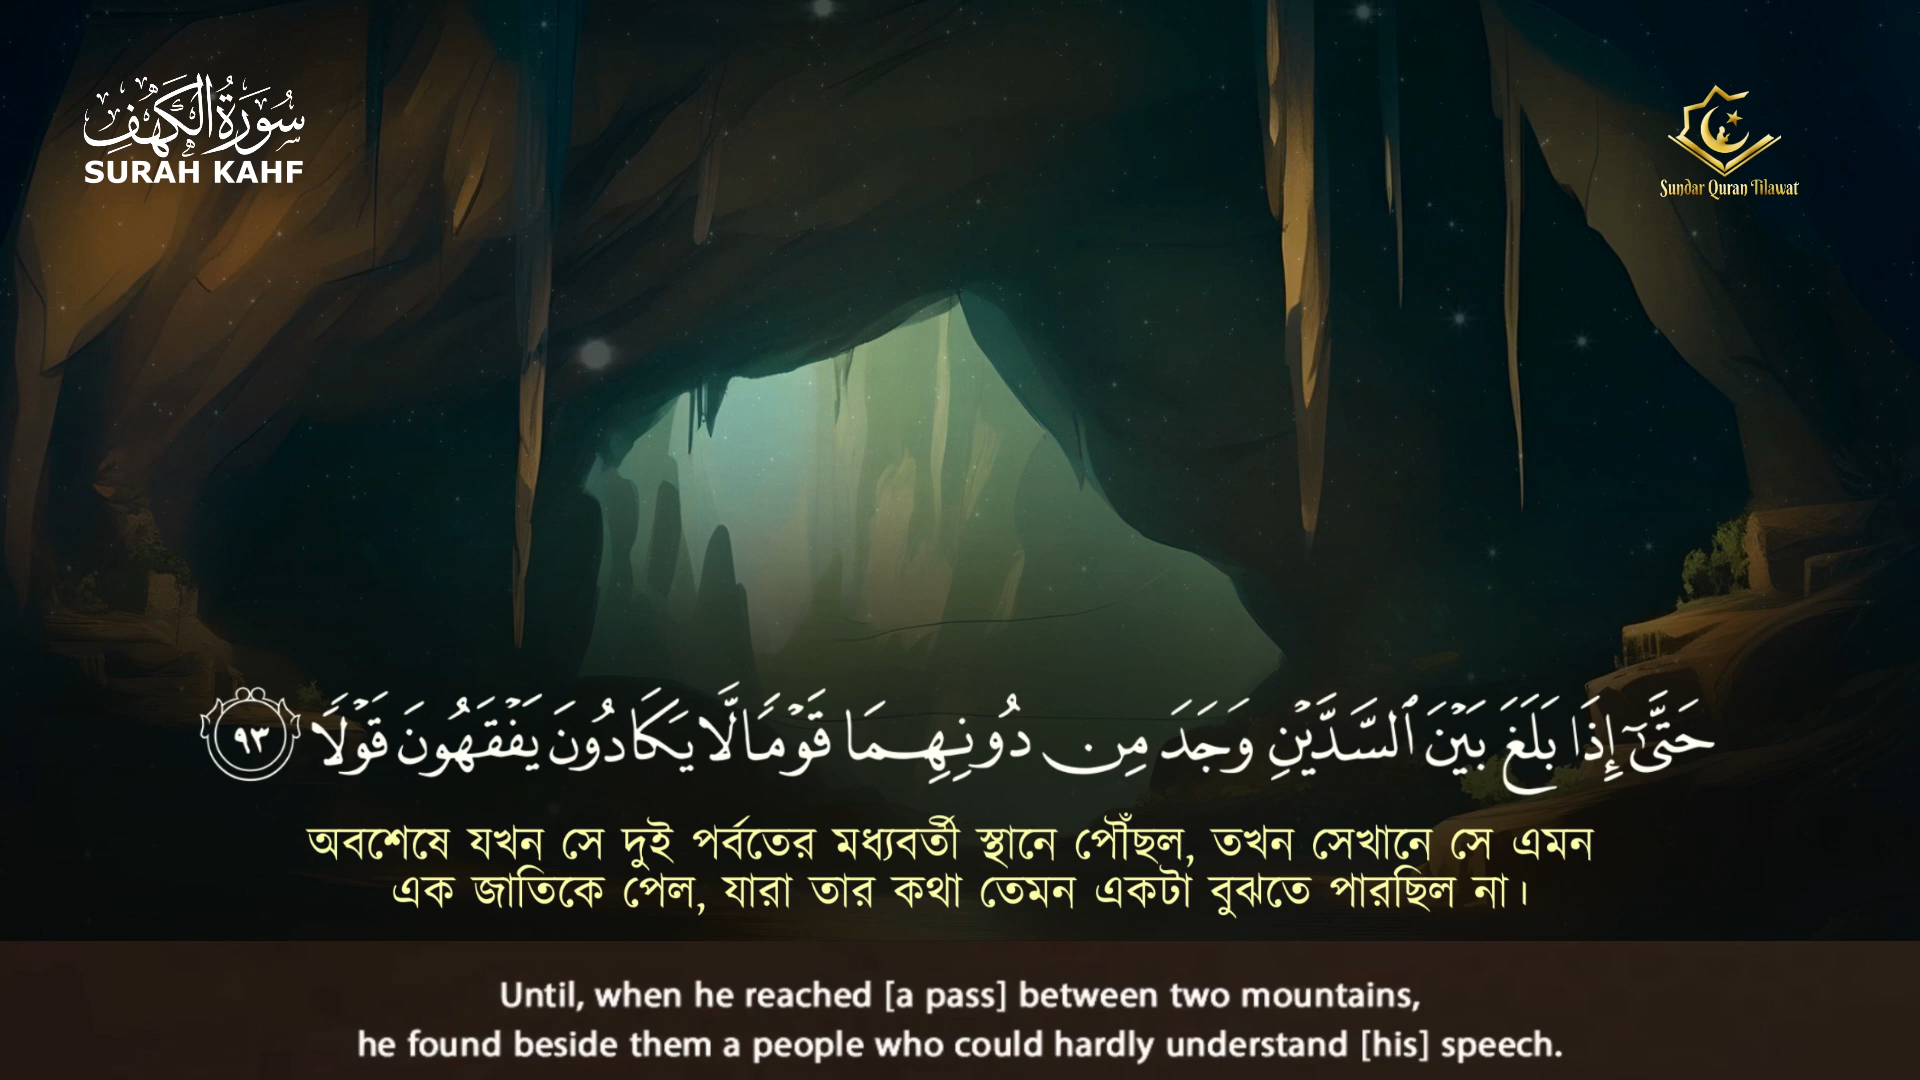 سُورَةُ الكَهْفِ
SURAH KAHF
Sundar Quran Tilawat
حَتَّىٰٓ إِذَا بَلَغَ بَيْنَ ٱلسَّدَّيْنِ وَجَدَ مِن دُونِهِمَا قَوْمًا لَّا يَكَادُونَ يَفْقَهُونَ قَوْلًا ٩٣
অবশেষে যখন সে দুই পর্বতের মধ্যবর্তী স্থানে পৌঁছল, তখন সেখানে সে এমন
এক জাতিকে পেল, যারা তার কথা তেমন একটা বুঝতে পারছিল না।
Until, when he reached [a pass] between two mountains,
he found beside them a people who could hardly understand [his] speech.